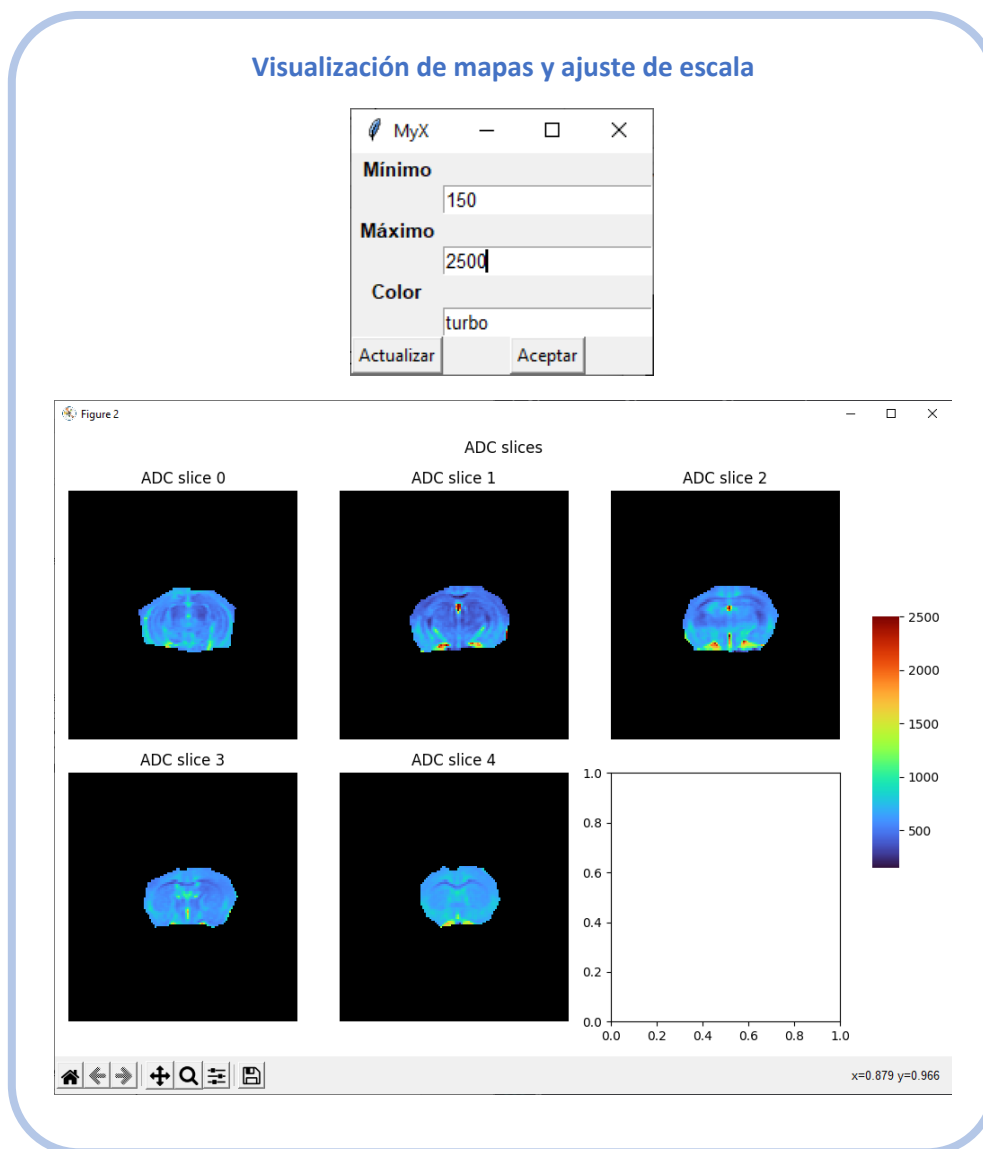 Visualización de mapas y ajuste de escala
MyX
Mínimo
150
Máximo
2500
Color
turbo
Actualizar Aceptar
Figure 2
ADC slices
ADC slice 0 ADC slice 1 ADC slice 2
2500
2000
1500
1000
500
ADC slice 3 ADC slice 4
1.0
0.8
0.6
0.4
0.2
0.0
0.0 0.2 0.4 0.6 0.8 1.0
x=0.879 y=0.966